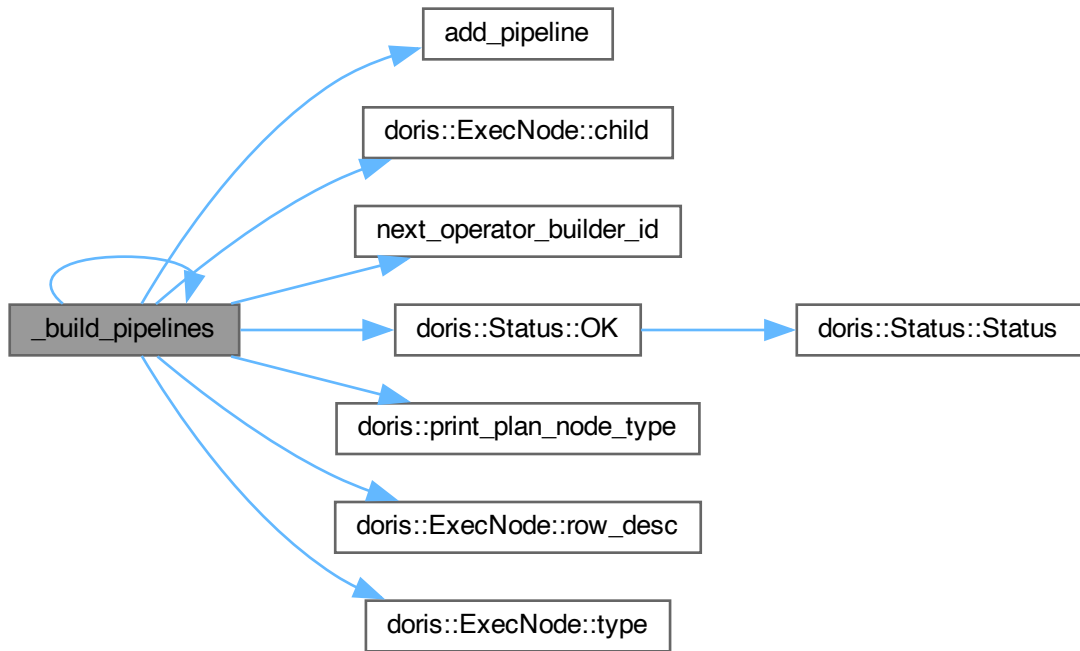 add_pipeline
doris::ExecNode::child
next_operator_builder_id
_build_pipelines
doris::Status::OK
doris::Status::Status
doris::print_plan_node_type
doris::ExecNode::row_desc
doris::ExecNode::type